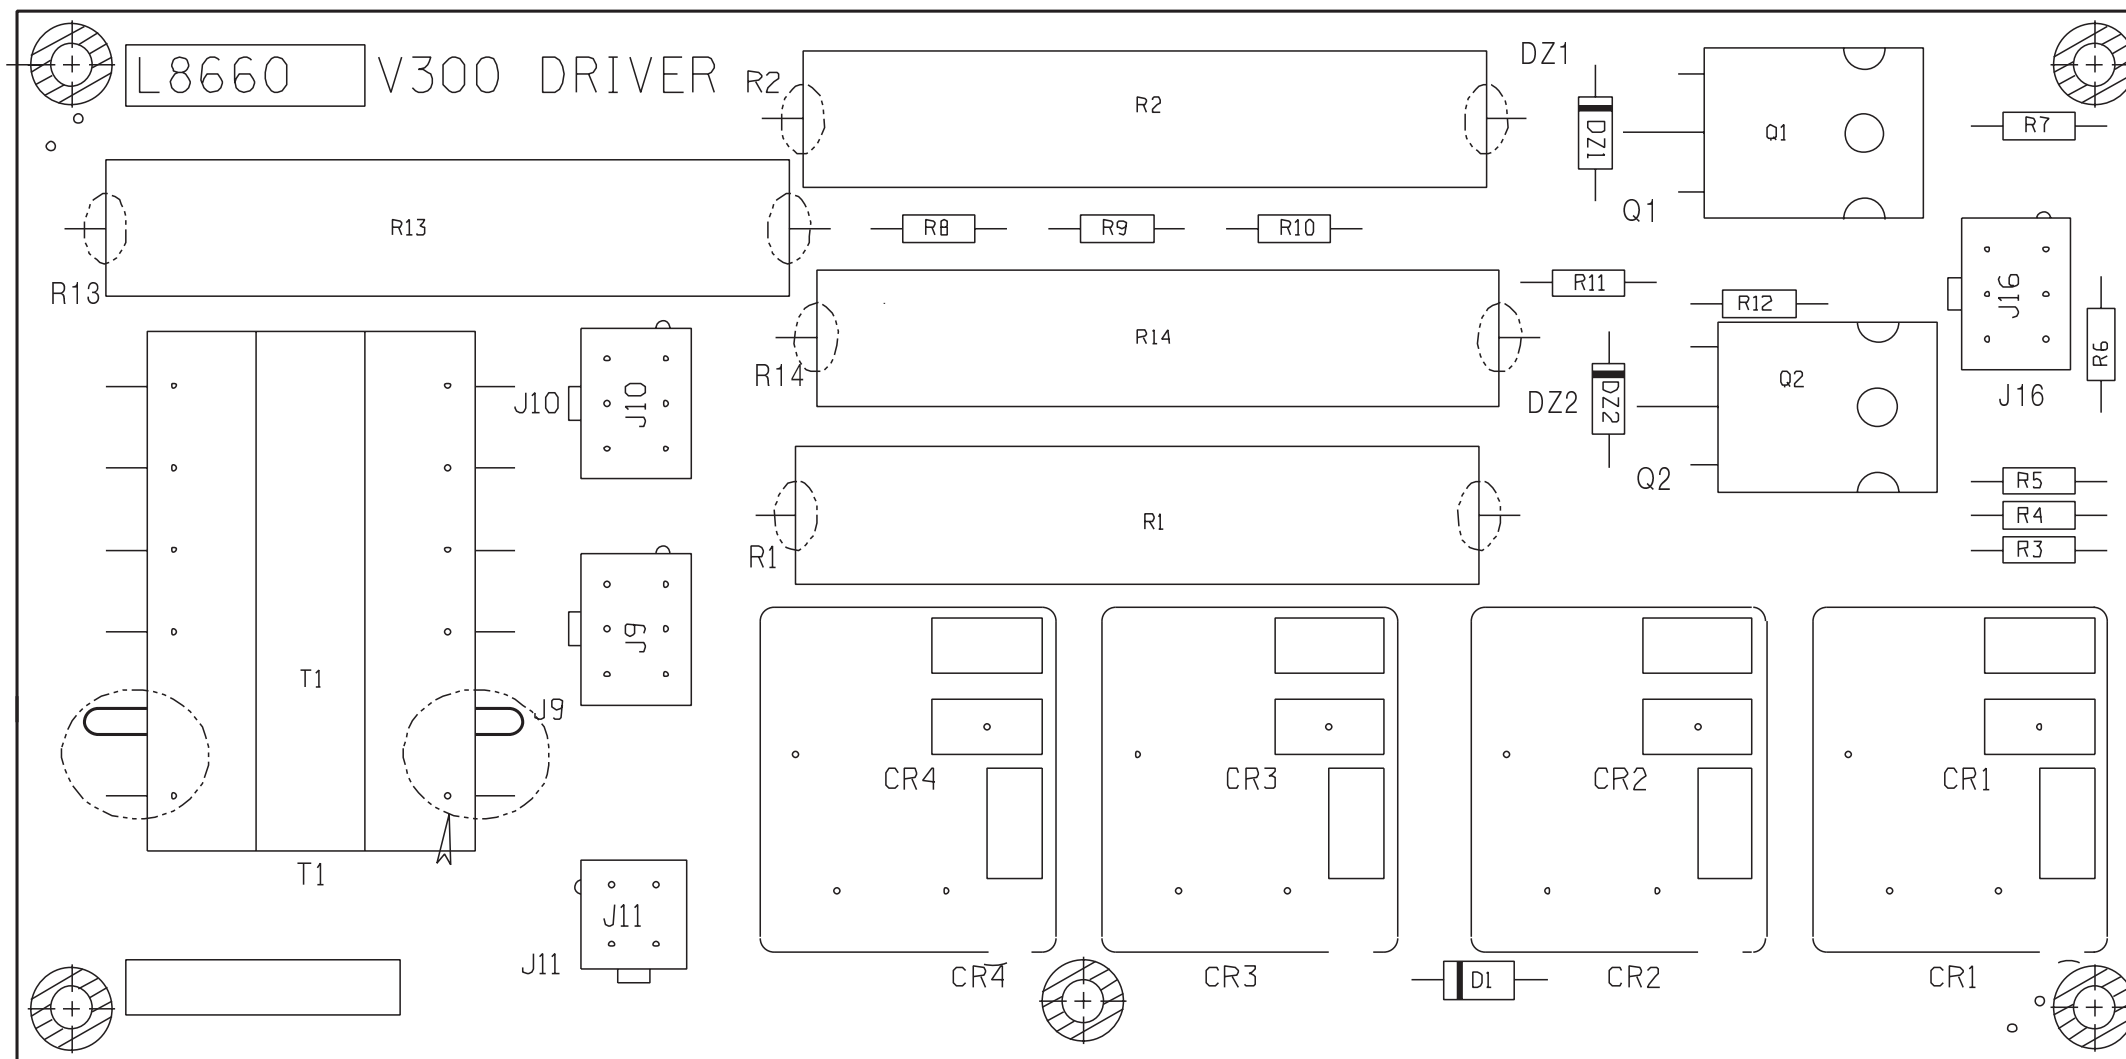 L8660 V300 DRIVER
R2
R2
DZ1
DZ1
Q1
Q1
R7
R13
R13
R8
R9
R10
R11
R12
J16
J16
R6
R14
R14
J10
J10
DZ2
DZ2
Q2
Q2
R5
R4
R3
R1
R1
J9
J9
T1
T1
CR4
CR3
CR2
CR1
J11
J11
CR4
CR3
D1
CR2
CR1